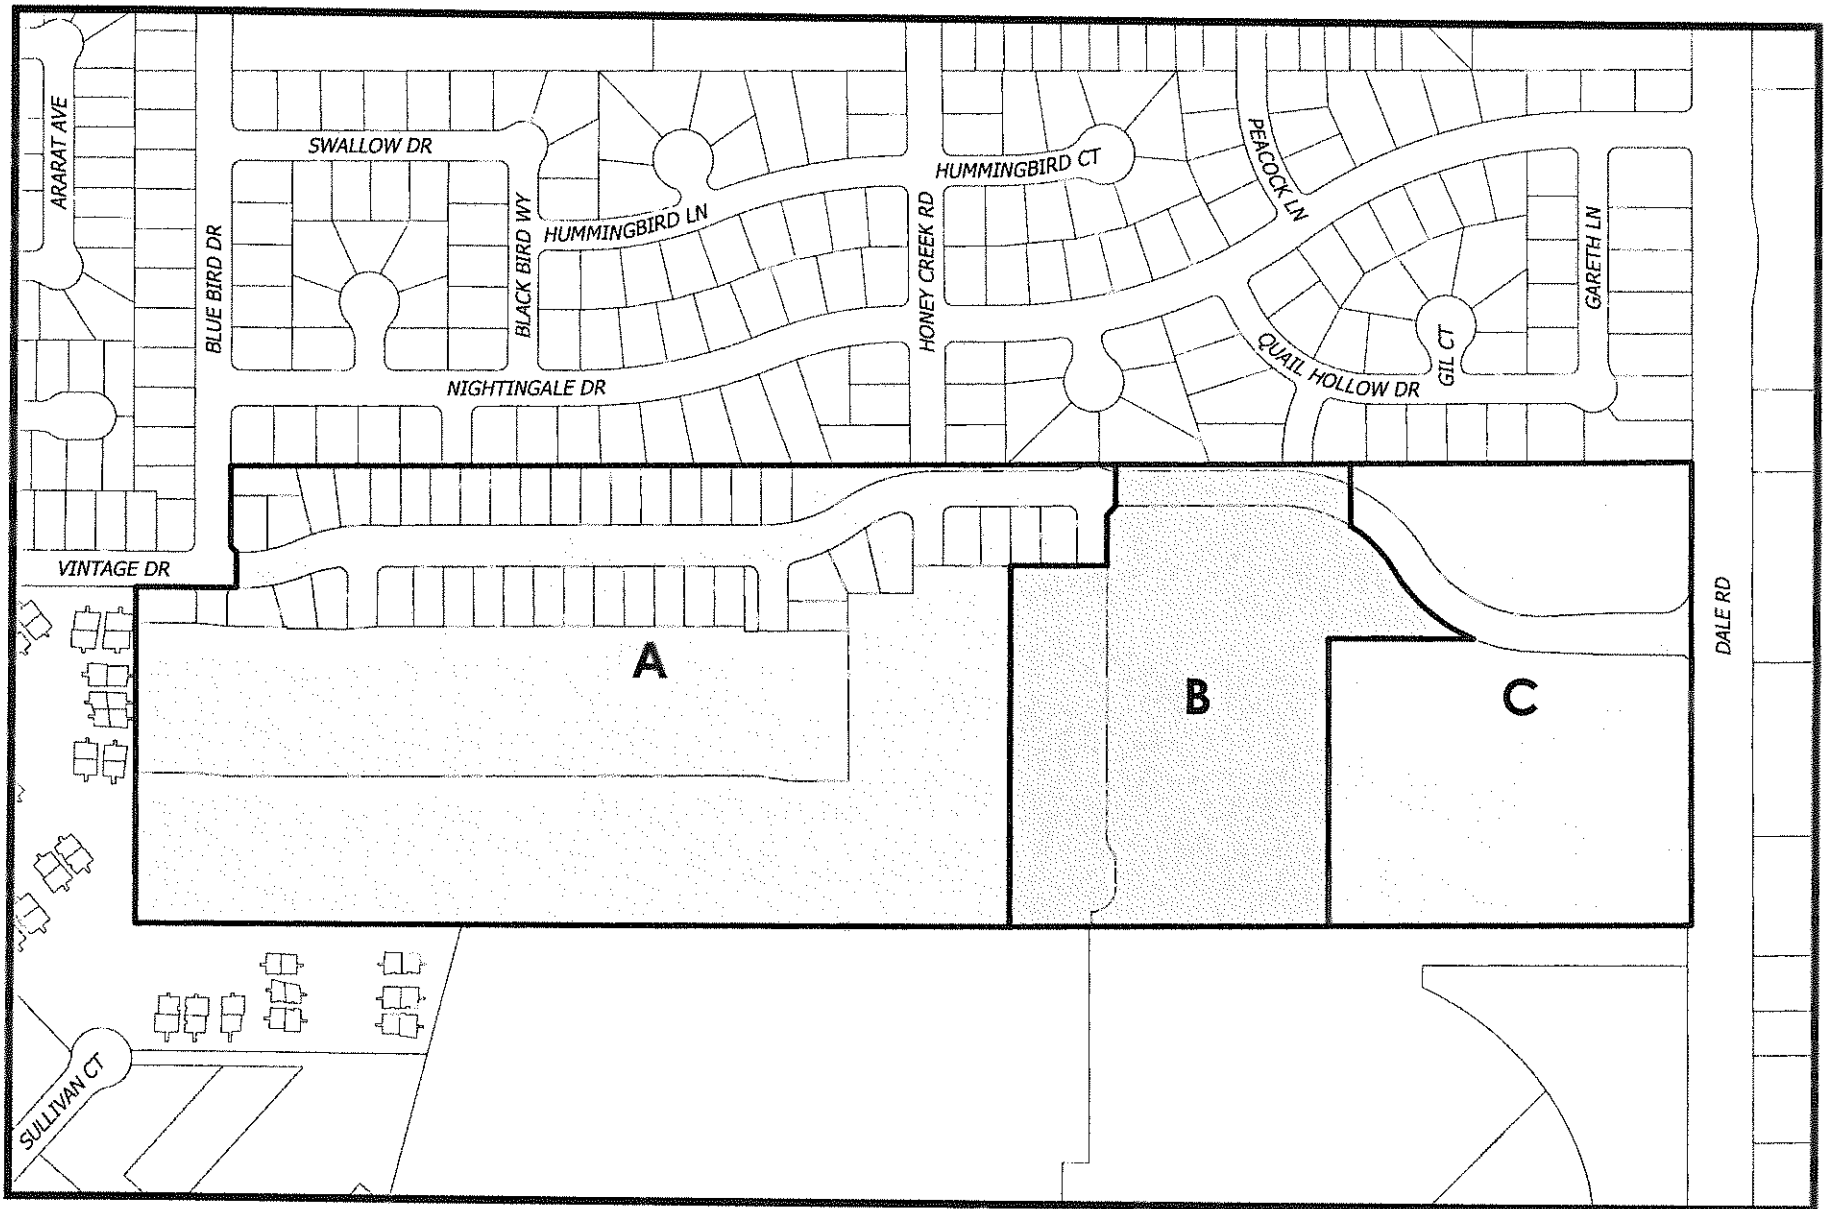 ARARAT AVE
SWALLOW DR
BLUE BIRD DR
BLACK BIRD WY
HUMMINGBIRD LN
HUMMINGBIRD CT
HONEY CREEK RD
PEACOCK LN
GARETH LN
NIGHTINGALE DR
QUAIL HOLLOW DR
GIL CT
VINTAGE DR
DALE RD
A
B
C
SULLIVAN CT